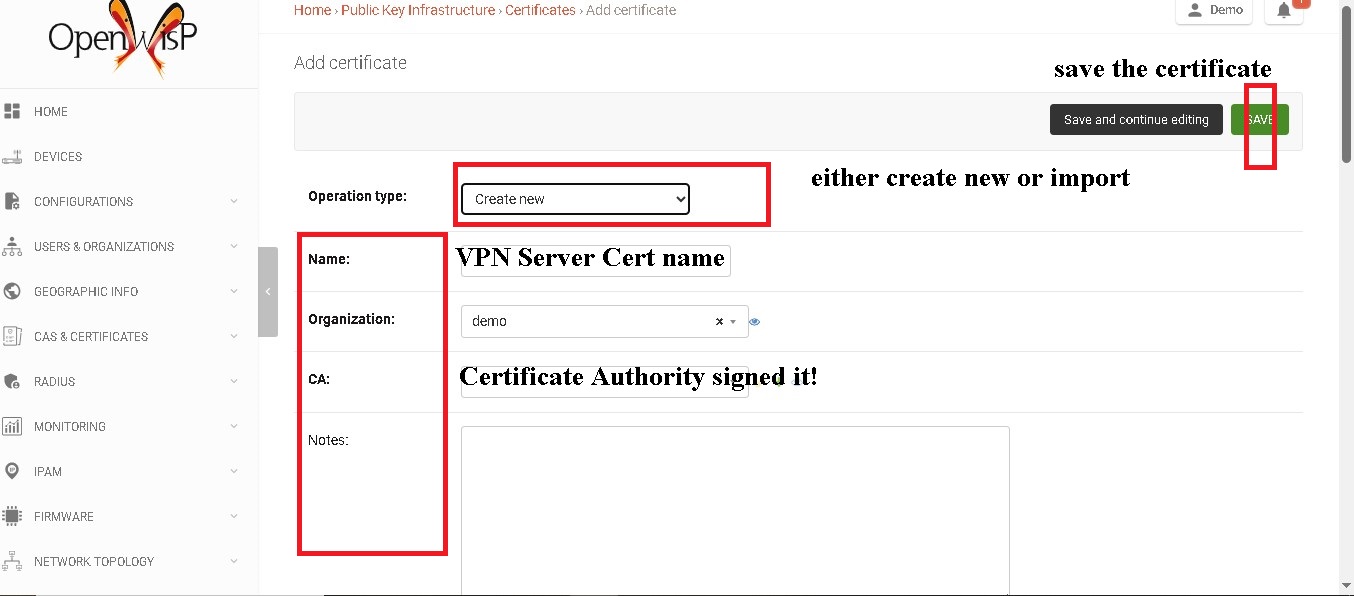 OpenWISP
Home › Public Key Infrastructure › Certificates › Add certificate
Demo
Add certificate
save the certificate
Save and continue editing
SAVE
either create new or import
Operation type:
Create new
Name:
VPN Server Cert name
Organization:
demo
CA:
Certificate Authority signed it!
Notes:
HOME
DEVICES
CONFIGURATIONS
USERS & ORGANIZATIONS
GEOGRAPHIC INFO
CAS & CERTIFICATES
RADIUS
MONITORING
IPAM
FIRMWARE
NETWORK TOPOLOGY